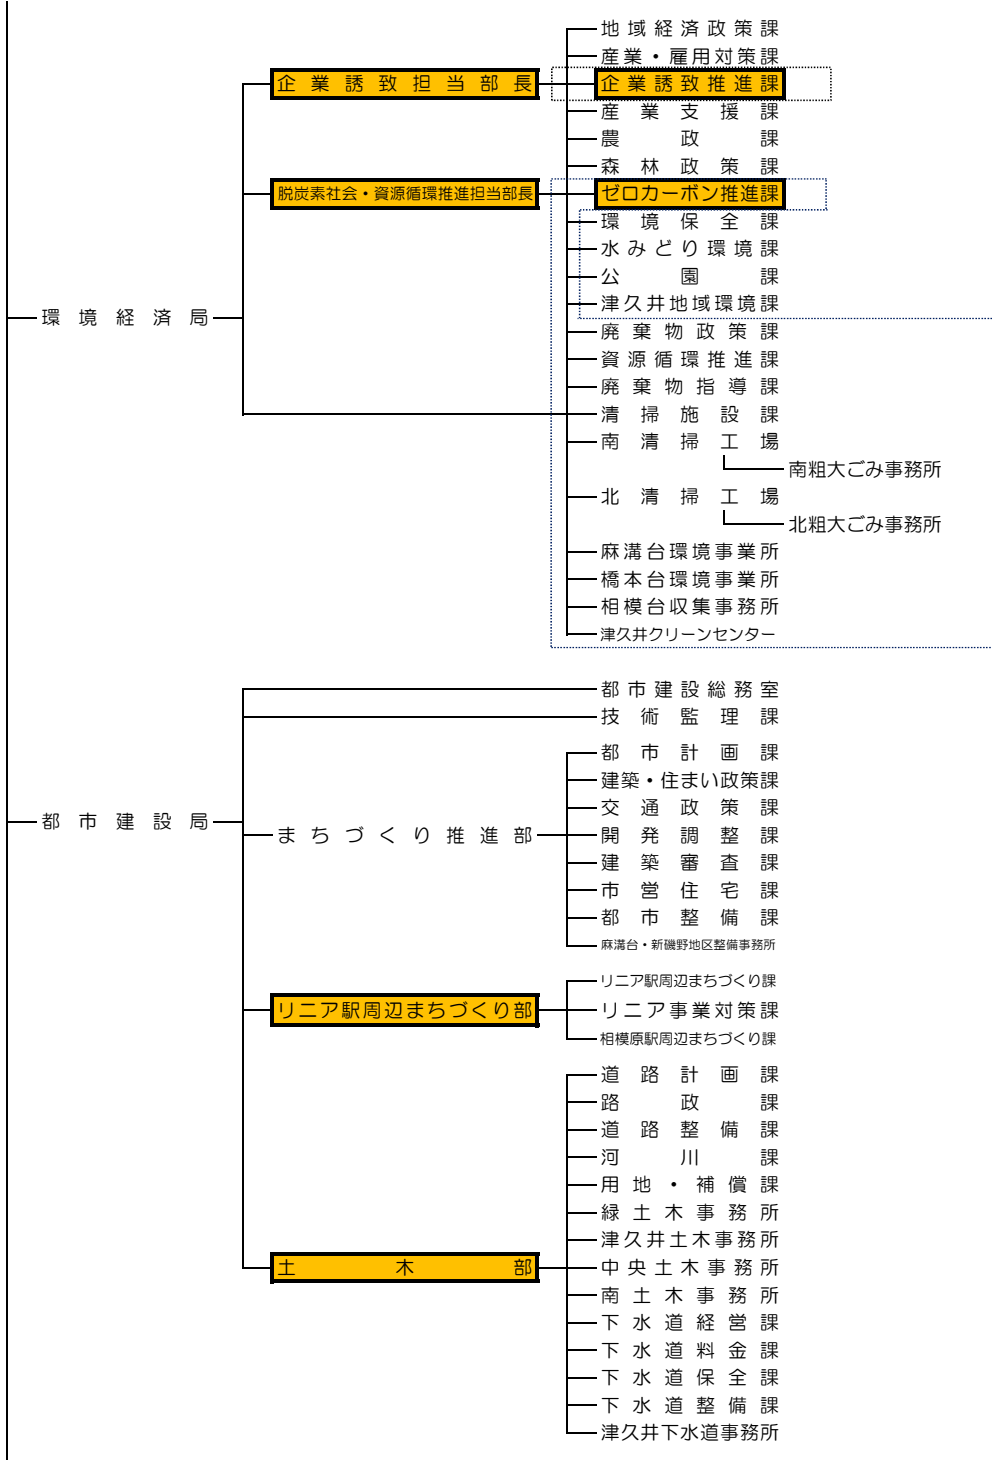 地域経済政策課
産業・雇用対策課
企業誘致担当部長
企業誘致推進課
産業支援課
農政課
森林政策課
脱炭素社会・資源循環推進担当部長
ゼロカーボン推進課
環境保全課
水みどり環境課
公園課
津久井地域環境課
環境経済局
廃棄物政策課
資源循環推進課
廃棄物指導課
清掃施設課
南清掃工場
南粗大ごみ事務所
北清掃工場
北粗大ごみ事務所
麻溝台環境事業所
橋本台環境事業所
相模台収集事務所
津久井クリーンセンター
都市建設総務室
技術監理課
都市計画課
建築・住まい政策課
交通政策課
都市建設局
まちづくり推進部
開発調整課
建築審査課
市営住宅課
都市整備課
麻溝台・新磯野地区整備事務所
リニア駅周辺まちづくり課
リニア駅周辺まちづくり部
リニア事業対策課
相模原駅周辺まちづくり課
道路計画課
路政課
道路整備課
河川課
用地・補償課
緑土木事務所
津久井土木事務所
土木部
中央土木事務所
南土木事務所
下水道経営課
下水道料金課
下水道保全課
下水道整備課
津久井下水道事務所